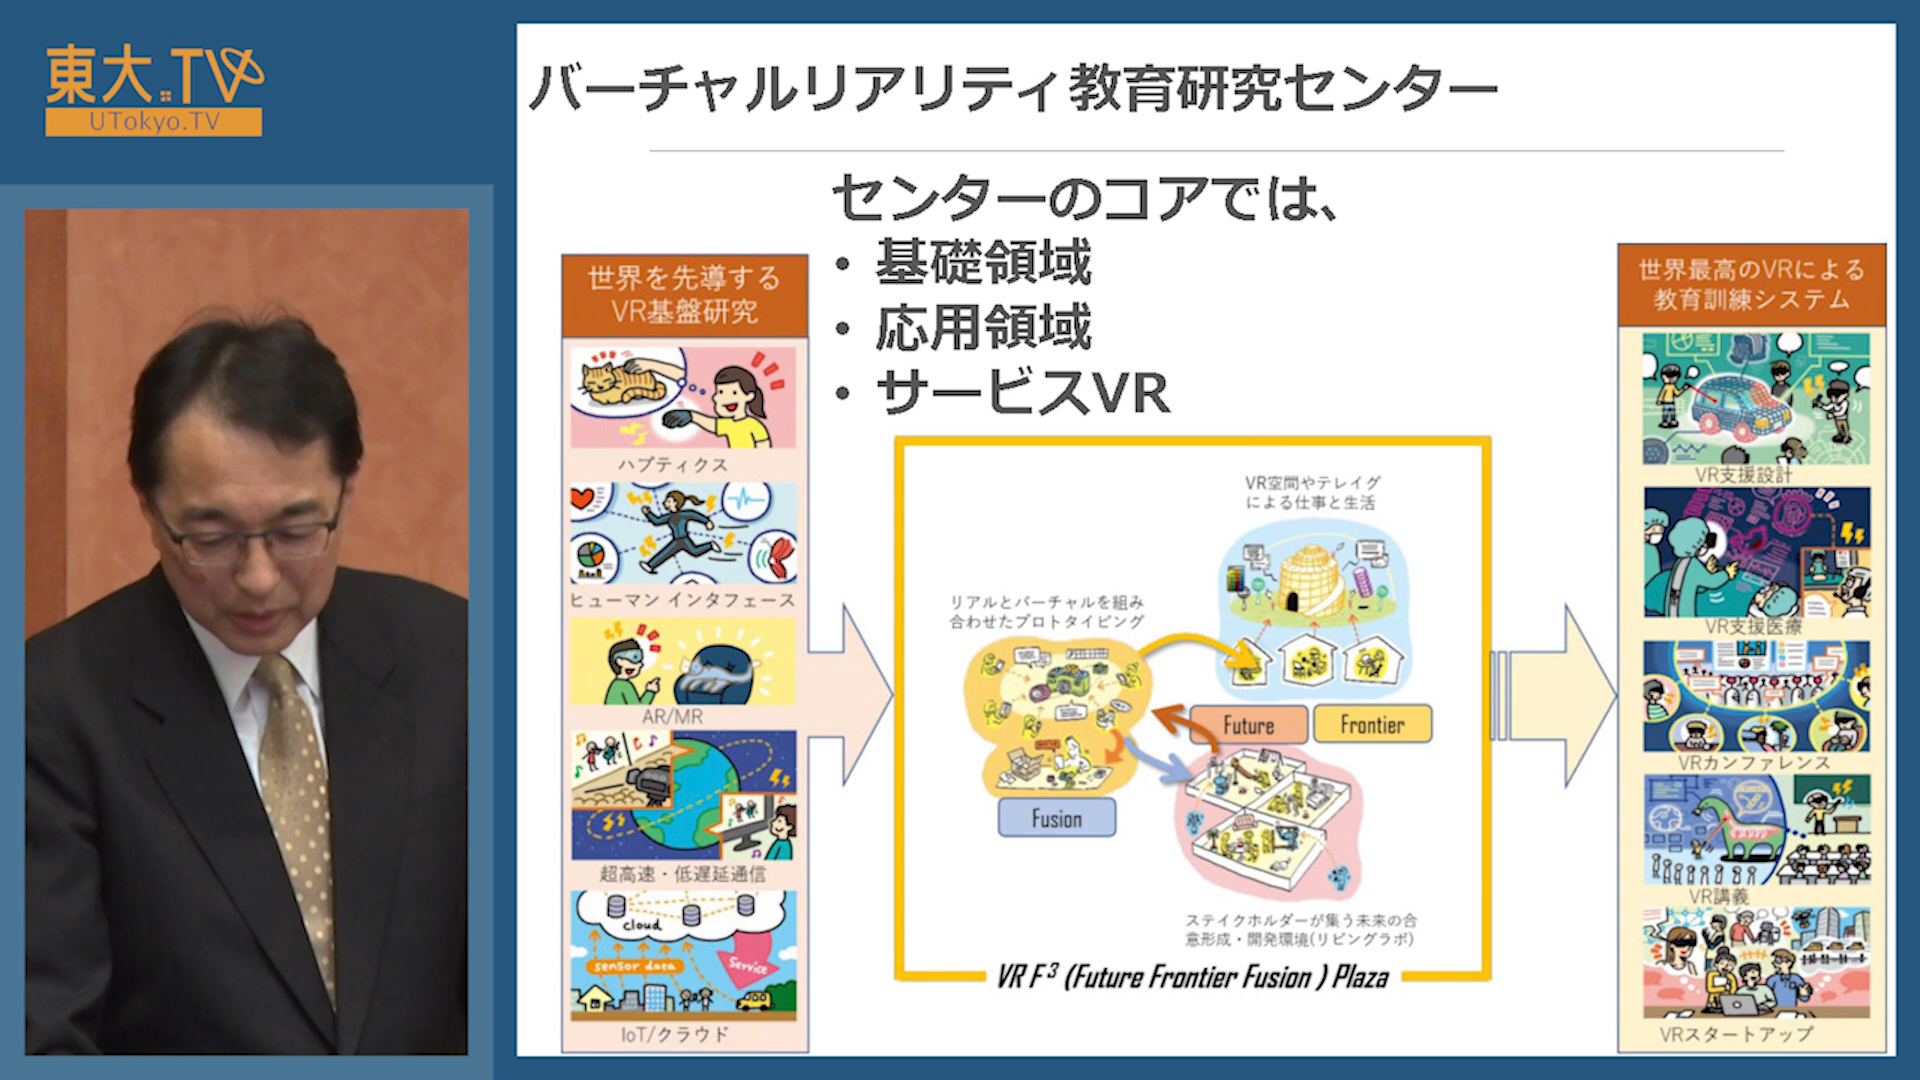 東大.TV
UTokyo.TV
バーチャルリアリティ教育研究センター
センターのコアでは、
・基礎領域
・応用領域
・サービスVR
世界を先導する
VR基盤研究
ハプティクス
ヒューマン インタフェース
AR/MR
超高速・低遅延通信
cloud
sensor data
Service
IoT/クラウド
VR空間やテレイグ
による仕事と生活
リアルとバーチャルを組み
合わせたプロトタイピング
Future
Frontier
Fusion
ステイクホルダーが集う未来の合
意形成・開発環境(リビングラボ)
VR F³ (Future Frontier Fusion ) Plaza
世界最高のVRによる
教育訓練システム
VR支援設計
VR支援医療
VRカンファレンス
VR講義
VRスタートアップ